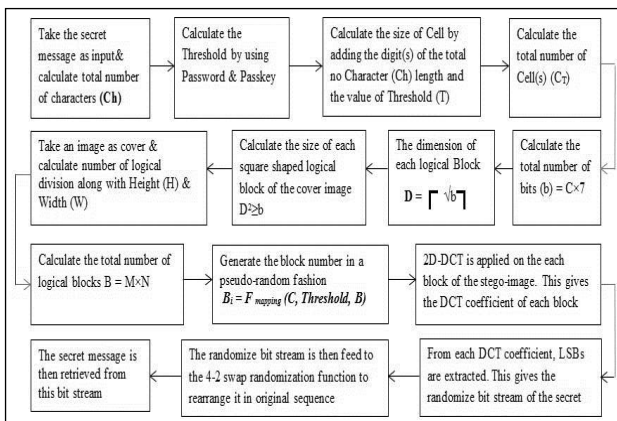 Take the secret
message as input&
calculate total number
of characters (Ch)
Calculate the
Threshold by using
Password & Passkey
Calculate the size of Cell by
adding the digit(s) of the total
no Character (Ch) length and
the value of Threshold (T)
Calculate the
total number of
Cell(s) (CT)
Calculate the
total number of
bits (b) = C×7
The dimension of
each logical Block
D = ⌈ √b ⌉
Calculate the size of each
square shaped logical
block of the cover image
D²≥b
Take an image as cover &
calculate number of logical
division along with Height (H) &
Width (W)
Calculate the total number of
logical blocks B = M×N
Generate the block number in a
pseudo-random fashion
Bi = F mapping (C, Threshold, B)
2D-DCT is applied on the each
block of the stego-image. This gives
the DCT coefficient of each block
From each DCT coefficient, LSBs
are extracted. This gives the
randomize bit stream of the secret
The randomize bit stream is then feed to
the 4-2 swap randomization function to
rearrange it in original sequence
The secret message is
then retrieved from
this bit stream